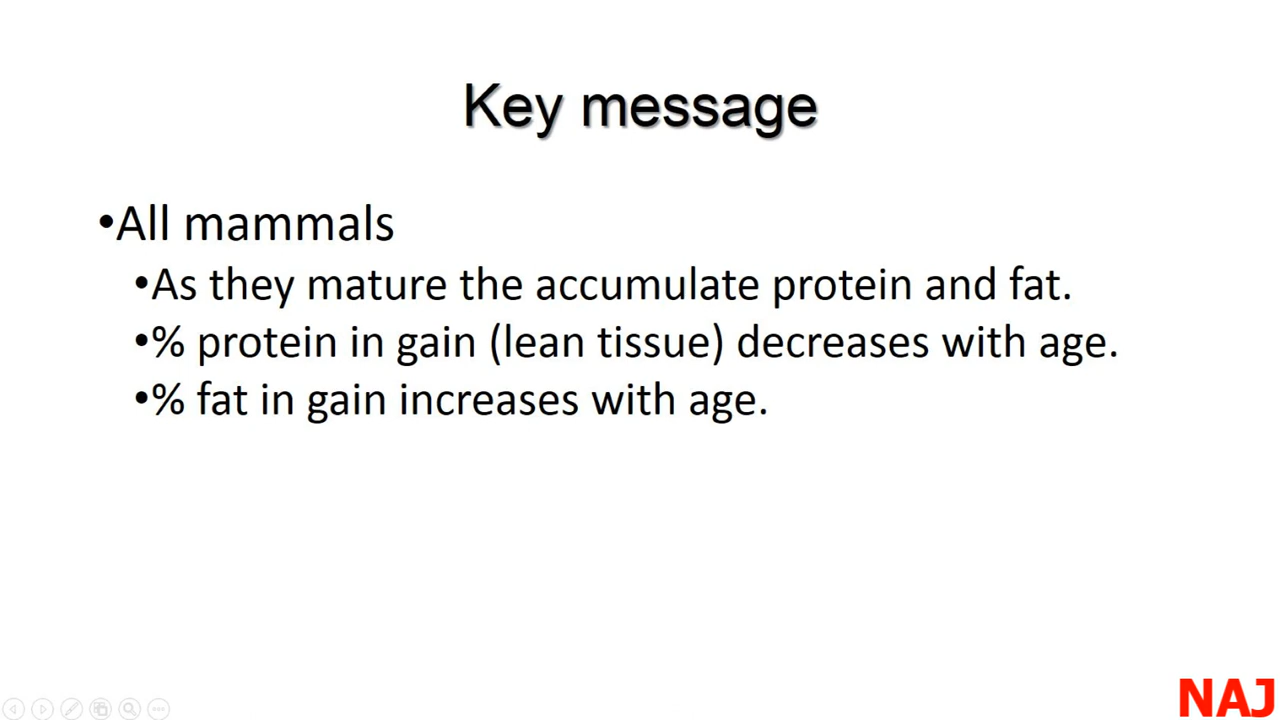 Key message
•All mammals
•As they mature the accumulate protein and fat.
•% protein in gain (lean tissue) decreases with age.
•% fat in gain increases with age.
NAJ